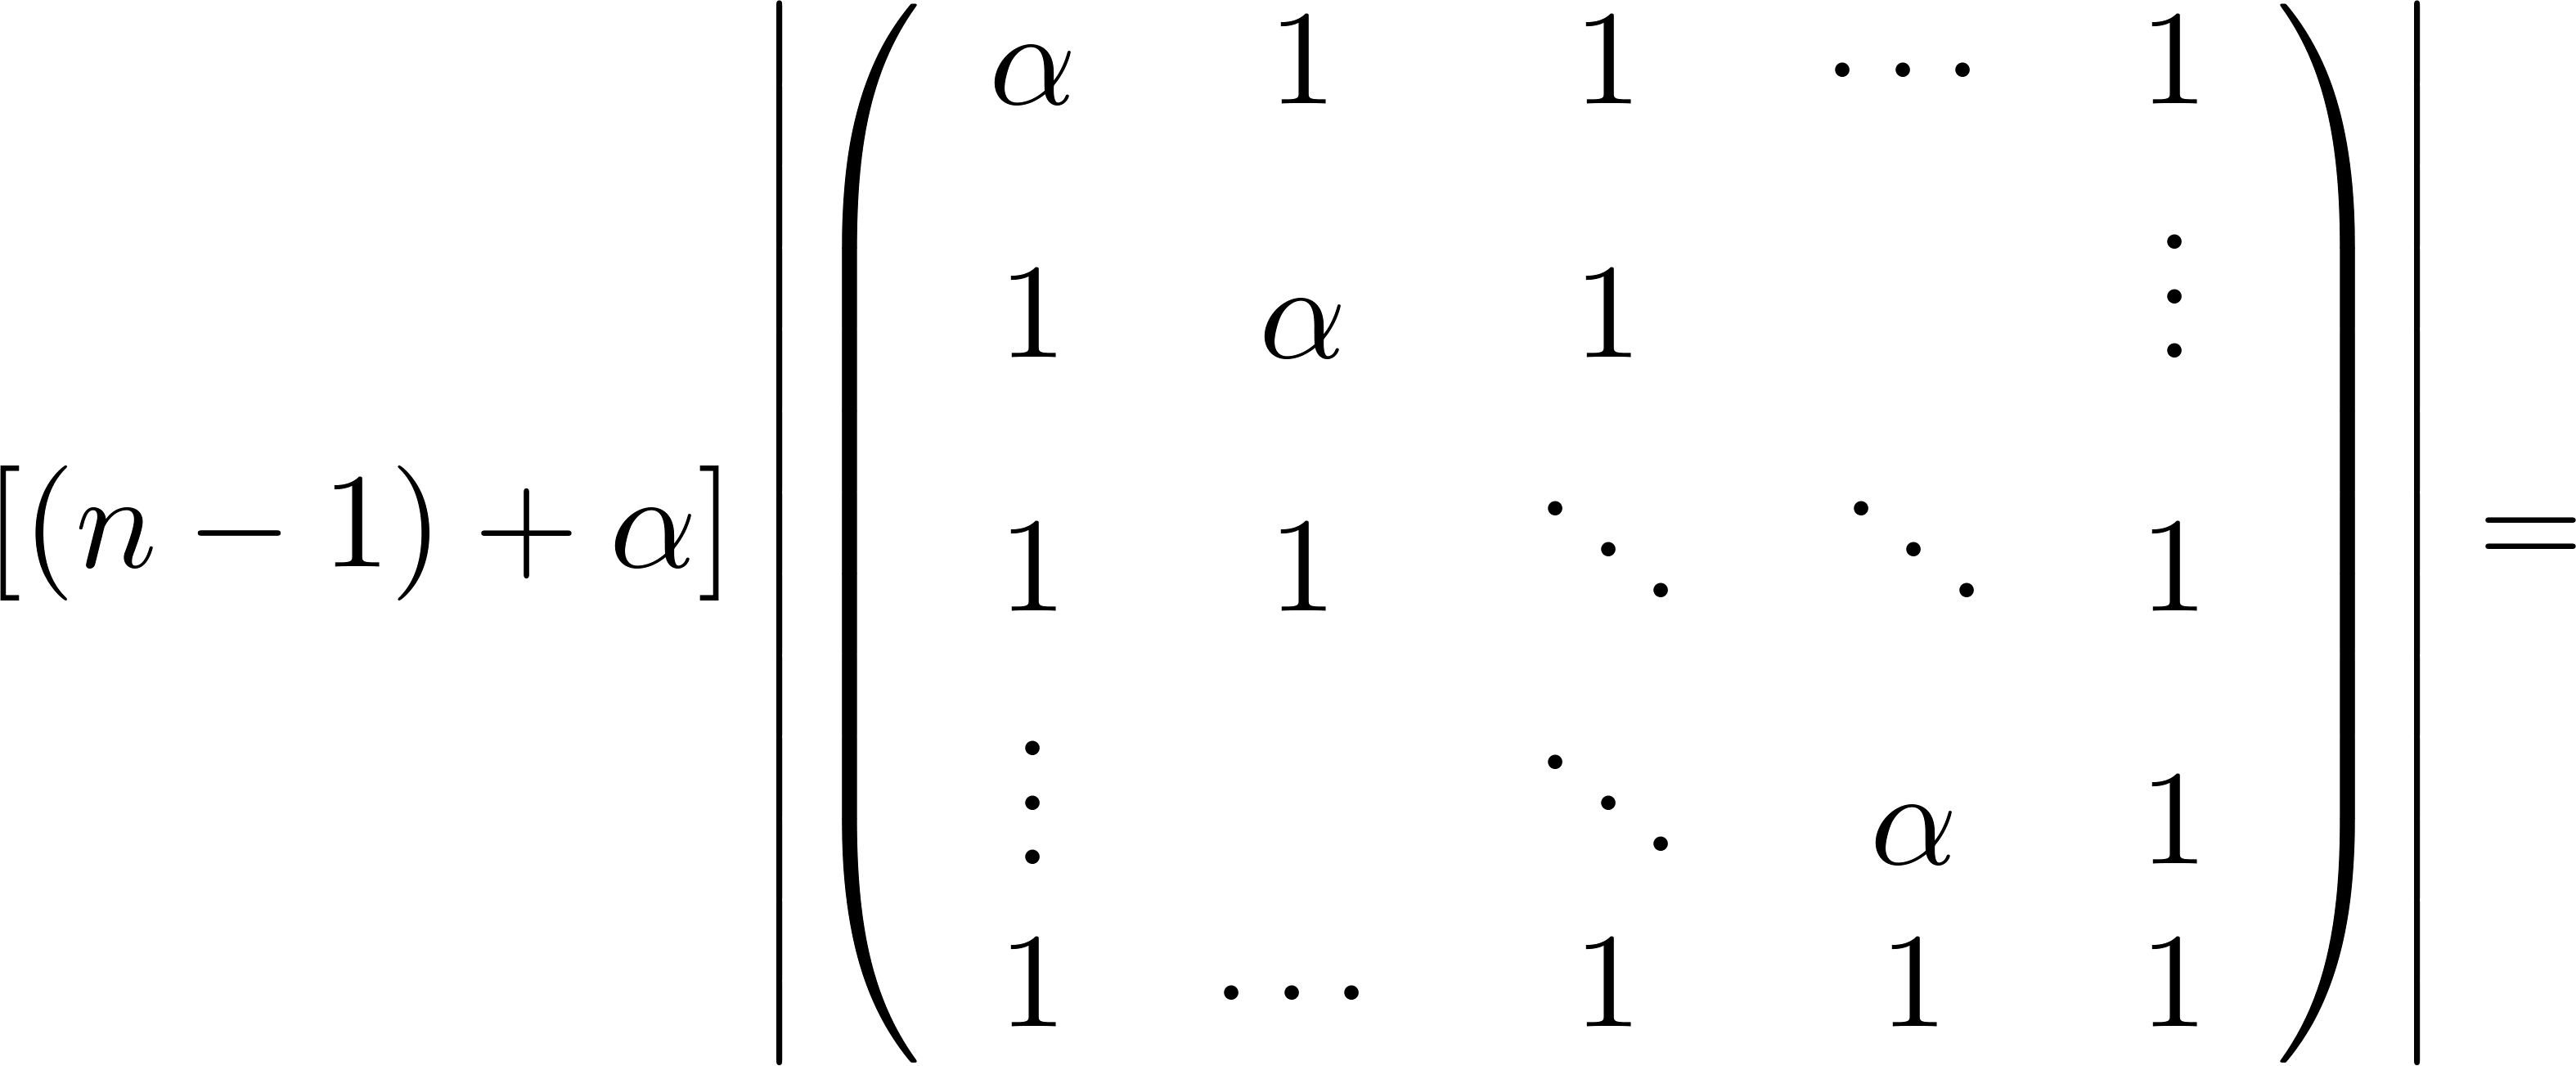 α 1 1 ⋯ 1
1 α 1 ⋮
[(n − 1) + α] | ( 1 1 ⋱ ⋱ 1 ) | =
⋮ ⋱ α 1
1 ⋯ 1 1 1